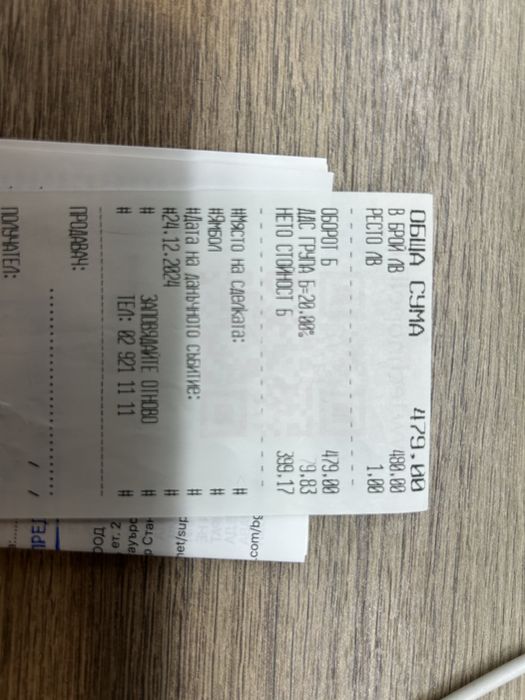 ОБЩА СУМА 479.00
В БРОЙ ЛВ 480.00
РЕСТО ЛВ 1.00
ОБОРОТ Б 479.00
ДДС ГРУПА Б=20.00% 79.83
НЕТО СТОЙНОСТ Б 399.17
#Място на сделката: #
#ЯМБОЛ #
#Дата на данъчното събитие: #
#24.12.2024 #
# ЗАПОВЯДАЙТЕ ОТНОВО #
# ТЕЛ: 02 921 11 11 #
ПРОДАВАЧ:
ПОЛУЧАТЕЛ: